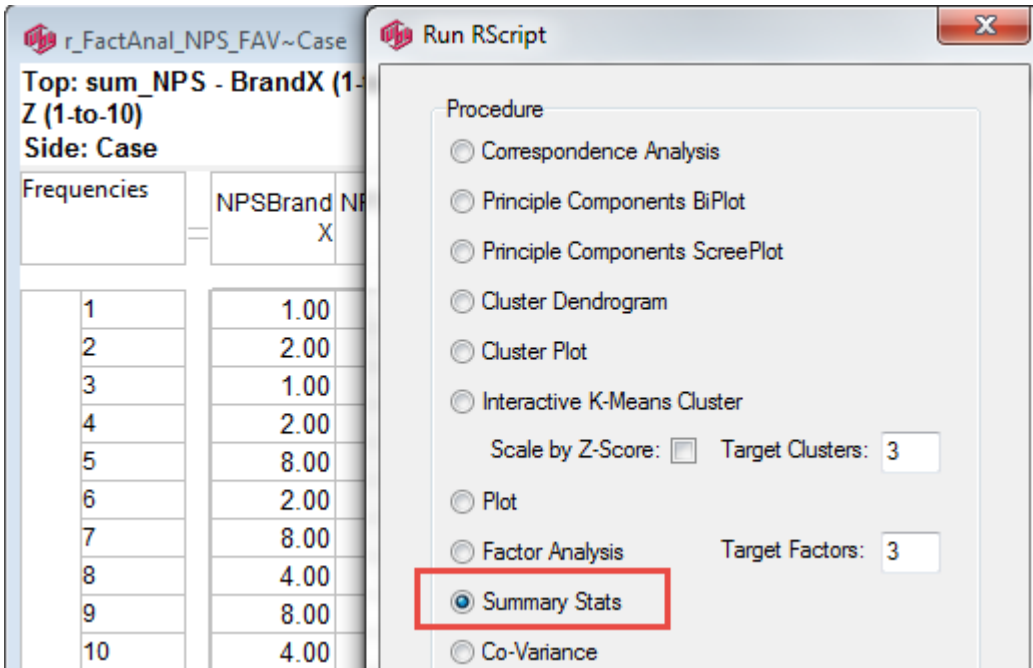 r_FactAnal_NPS_FAV~Case
Top: sum_NPS - BrandX (1-
Z (1-to-10)
Side: Case
Frequencies
NPSBrand
X
=
1 1.00
2 2.00
3 1.00
4 2.00
5 8.00
6 2.00
7 8.00
8 4.00
9 8.00
10 4.00
Run RScript
X
Procedure
Correspondence Analysis
Principle Components BiPlot
Principle Components ScreePlot
Cluster Dendrogram
Cluster Plot
Interactive K-Means Cluster
Scale by Z-Score: Target Clusters: 3
Plot
Factor Analysis Target Factors: 3
Summary Stats
Co-Variance